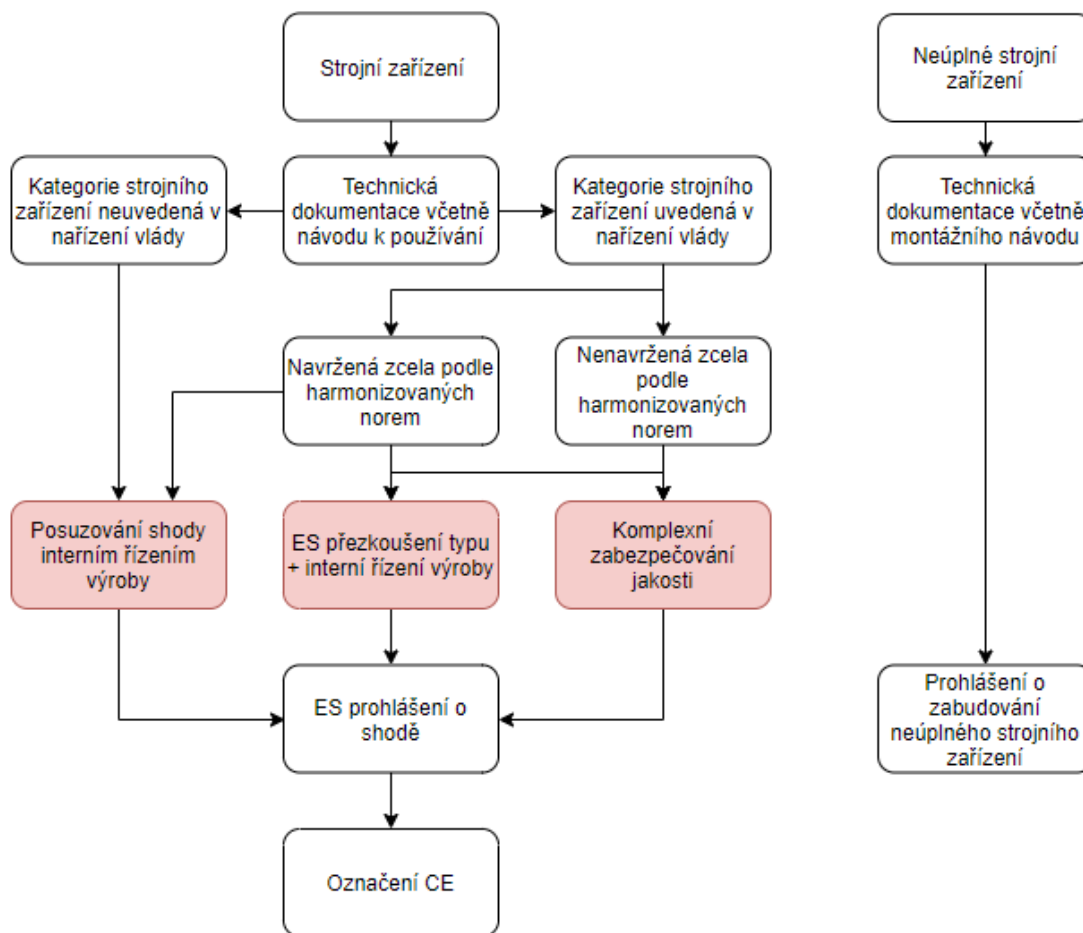 Strojní zařízení
Neúplné strojní
zařízení
Kategorie strojního
zařízení neuvedená v
nařízení vlády
Technická
dokumentace včetně
návodu k používání
Kategorie strojního
zařízení uvedená v
nařízení vlády
Technická
dokumentace včetně
montážního návodu
Navržená zcela podle
harmonizovaných
norem
Nenavržená zcela
podle
harmonizovaných
norem
Posuzování shody
interním řízením
výroby
ES přezkoušení typu
+ interní řízení výroby
Komplexní
zabezpečování
jakosti
ES prohlášení o
shodě
Prohlášení o
zabudování
neúplného strojního
zařízení
Označení CE